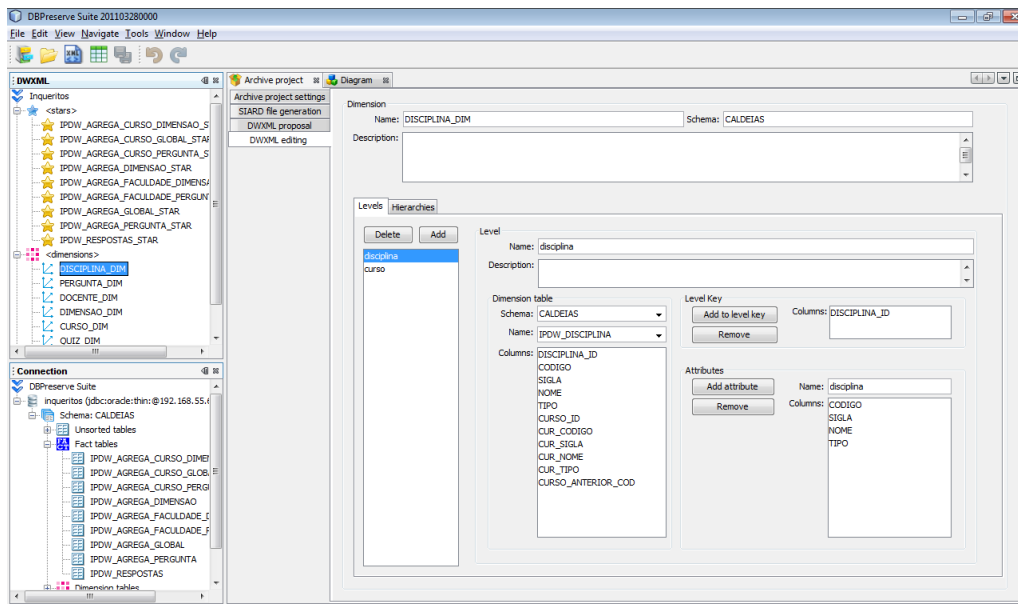 DBPreserve Suite 201103280000
File Edit View Navigate Tools Window Help
DWXML
Inqueritos
<stars>
IPDW_AGREGA_CURSO_DIMENSAO_S
IPDW_AGREGA_CURSO_GLOBAL_STAR
IPDW_AGREGA_CURSO_PERGUNTA_S
IPDW_AGREGA_DIMENSAO_STAR
IPDW_AGREGA_FACULDADE_DIMENSA
IPDW_AGREGA_FACULDADE_PERGUN
IPDW_AGREGA_GLOBAL_STAR
IPDW_AGREGA_PERGUNTA_STAR
IPDW_RESPOSTAS_STAR
<dimensions>
DISCIPLINA_DIM
PERGUNTA_DIM
DOCENTE_DIM
DIMENSAO_DIM
CURSO_DIM
QUIZ_DIM
Connection
DBPreserve Suite
inqueritos (jdbc:oracle:thin:@192.168.55.6
Schema: CALDEIAS
Unsorted tables
Fact tables
IPDW_AGREGA_CURSO_DIMEN
IPDW_AGREGA_CURSO_GLOBA
IPDW_AGREGA_CURSO_PERGU
IPDW_AGREGA_DIMENSAO
IPDW_AGREGA_FACULDADE_D
IPDW_AGREGA_FACULDADE_P
IPDW_AGREGA_GLOBAL
IPDW_AGREGA_PERGUNTA
IPDW_RESPOSTAS
Dimension tables
Archive project Diagram
Archive project settings
SIARD file generation
DWXML proposal
DWXML editing
Dimension
Name: DISCIPLINA_DIM Schema: CALDEIAS
Description:
Levels Hierarchies
Delete Add
disciplina
curso
Level
Name: disciplina
Description:
Dimension table
Schema: CALDEIAS
Name: IPDW_DISCIPLINA
Columns: DISCIPLINA_ID
CODIGO
SIGLA
NOME
TIPO
CURSO_ID
CUR_CODIGO
CUR_SIGLA
CUR_NOME
CUR_TIPO
CURSO_ANTERIOR_COD
Level Key
Add to level key Columns: DISCIPLINA_ID
Remove
Attributes
Add attribute Name: disciplina
Remove Columns: CODIGO
SIGLA
NOME
TIPO